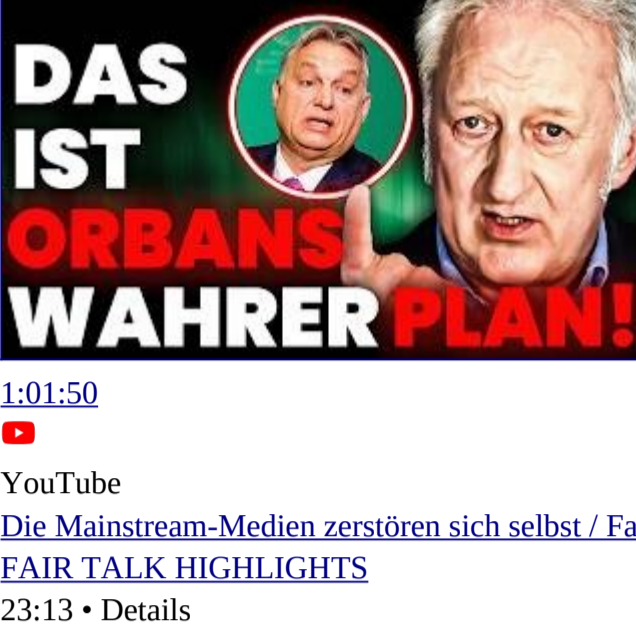 DAS
IST
ORBANS
WAHRER PLAN!
1:01:50
YouTube
Die Mainstream-Medien zerstören sich selbst / Fa
FAIR TALK HIGHLIGHTS
23:13 • Details